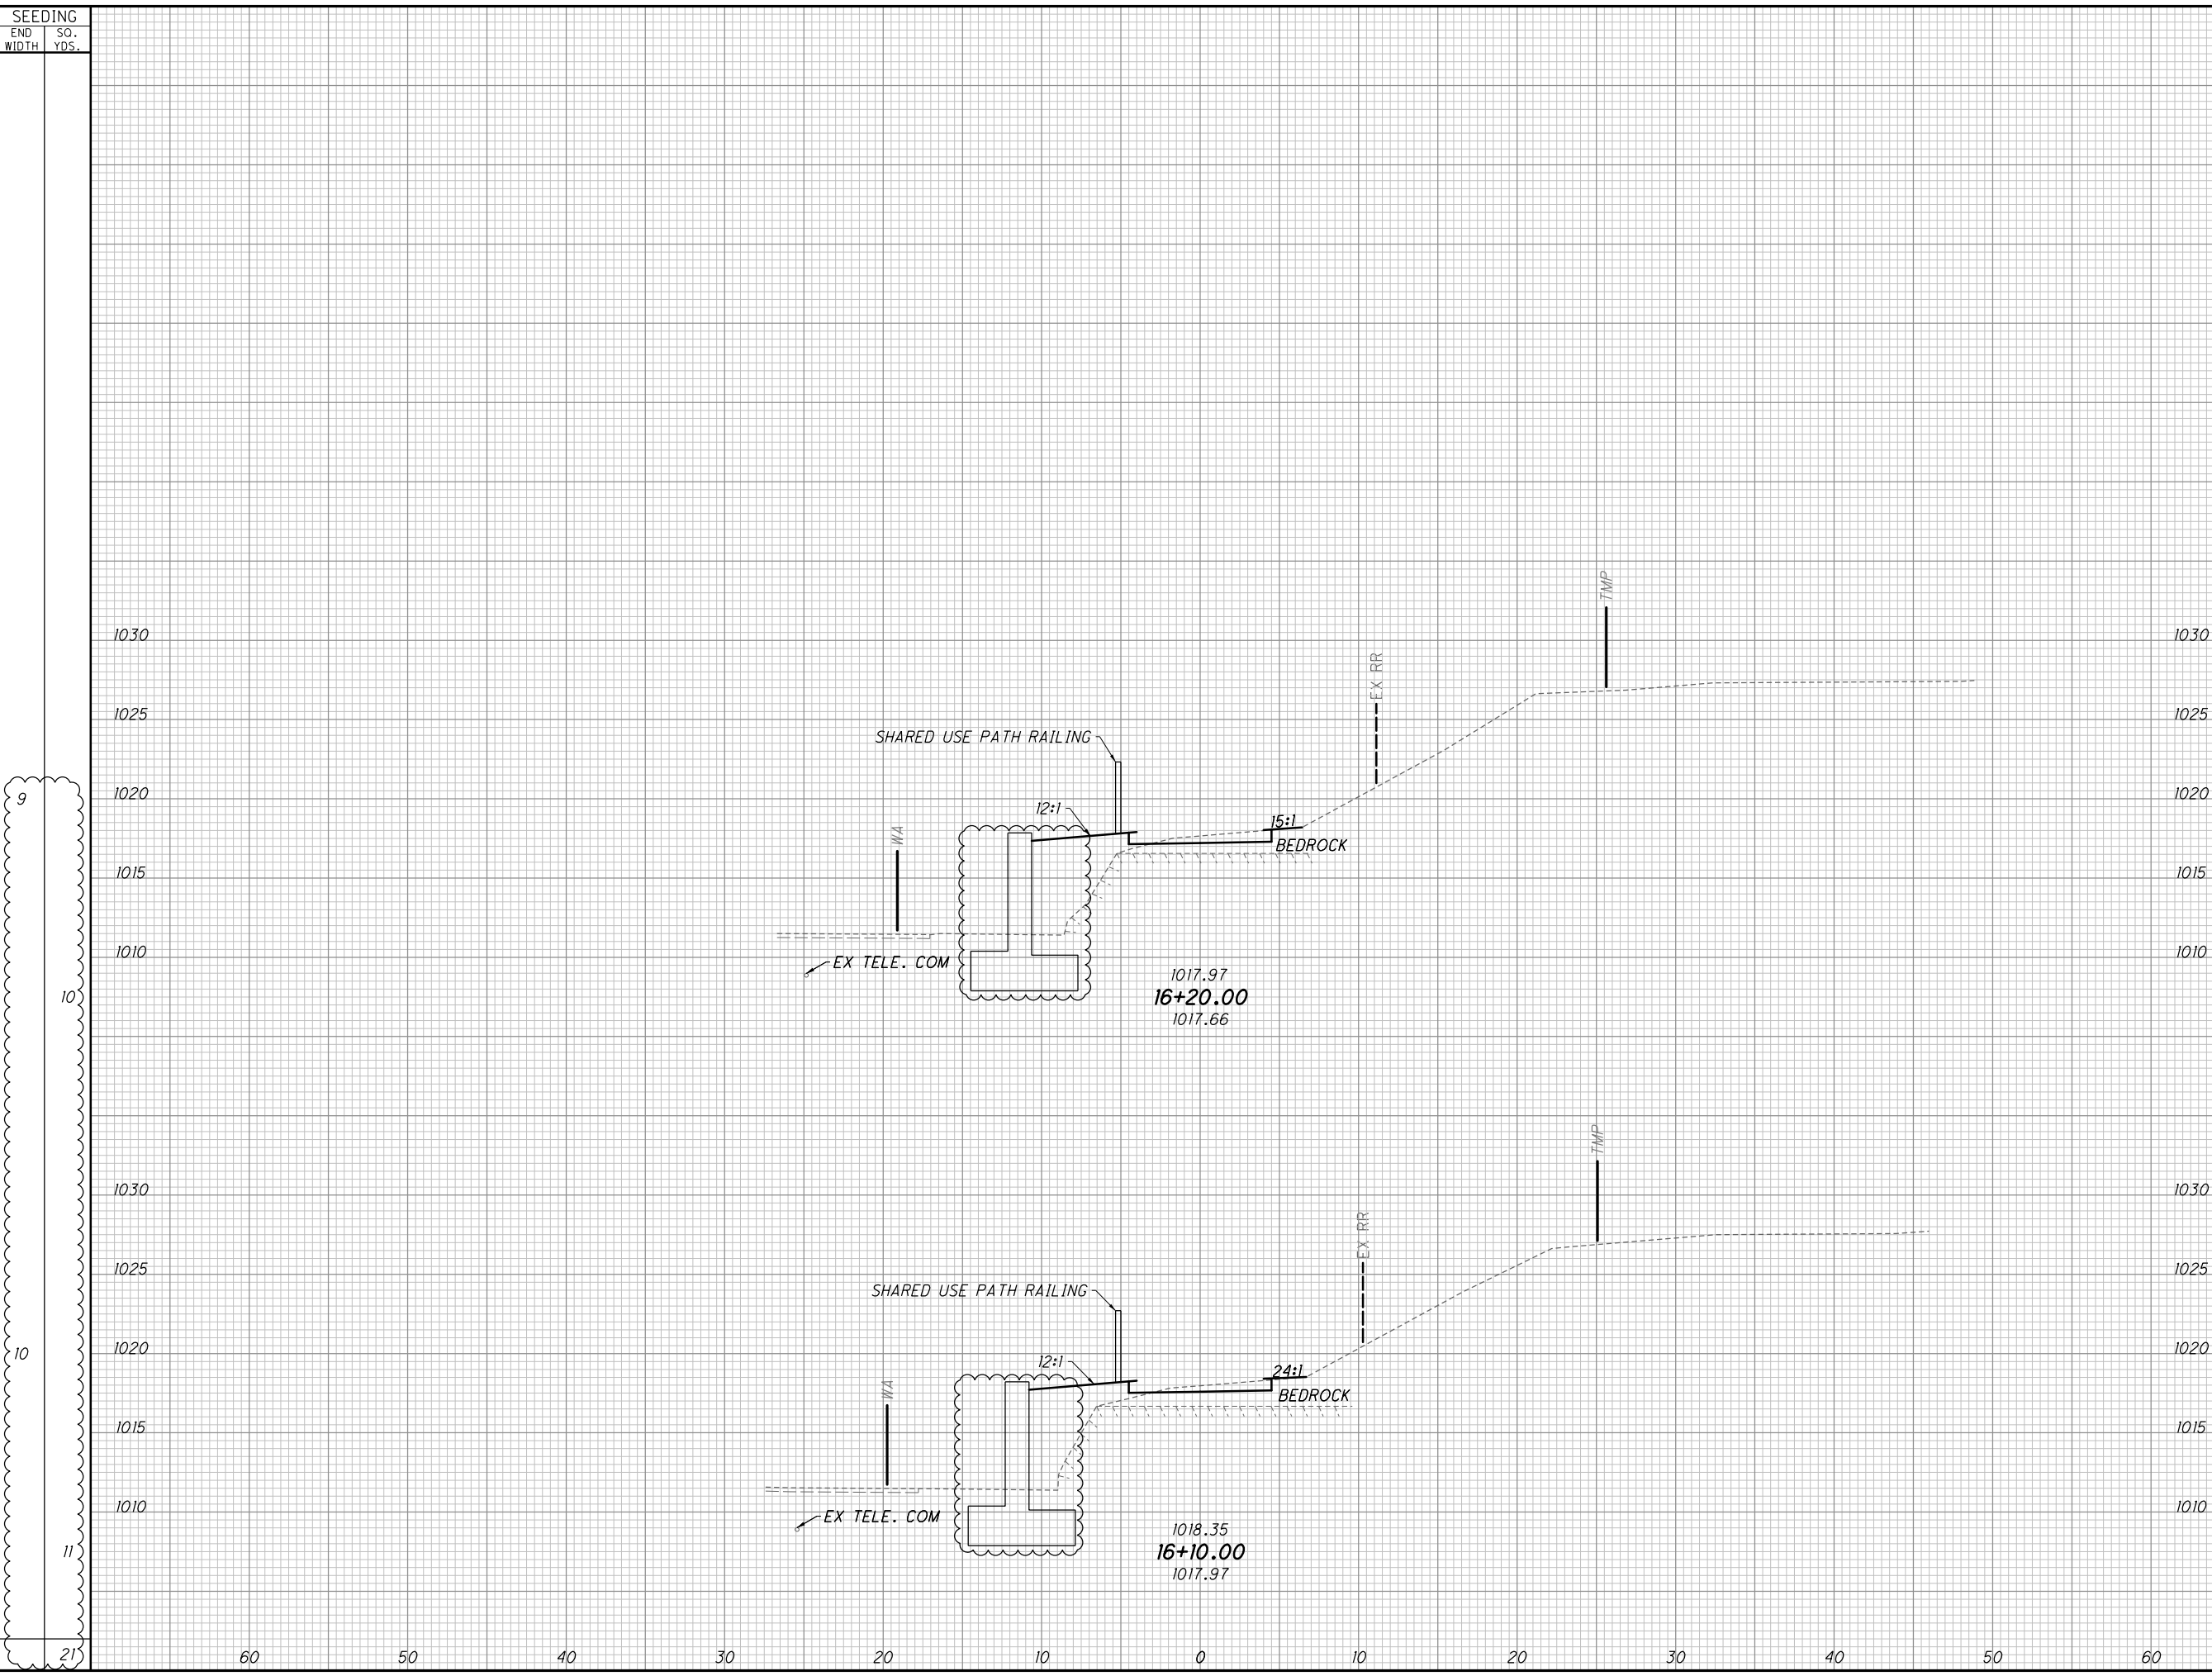 SEEDING
END WIDTH
SQ. YDS.
TMP
1030 1030
EX RR
1025 1025
SHARED USE PATH RAILING
9
1020 1020
12:1
15:1
WA
BEDROCK
1015 1015
1010 1010
EX TELE. COM
1017.97
10
16+20.00
1017.66
TMP
1030 1030
EX RR
1025 1025
SHARED USE PATH RAILING
10
1020 1020
12:1
24:1
WA
BEDROCK
1015 1015
1010 1010
EX TELE. COM
1018.35
11
16+10.00
1017.97
21
60 50 40 30 20 10 0 10 20 30 40 50 60